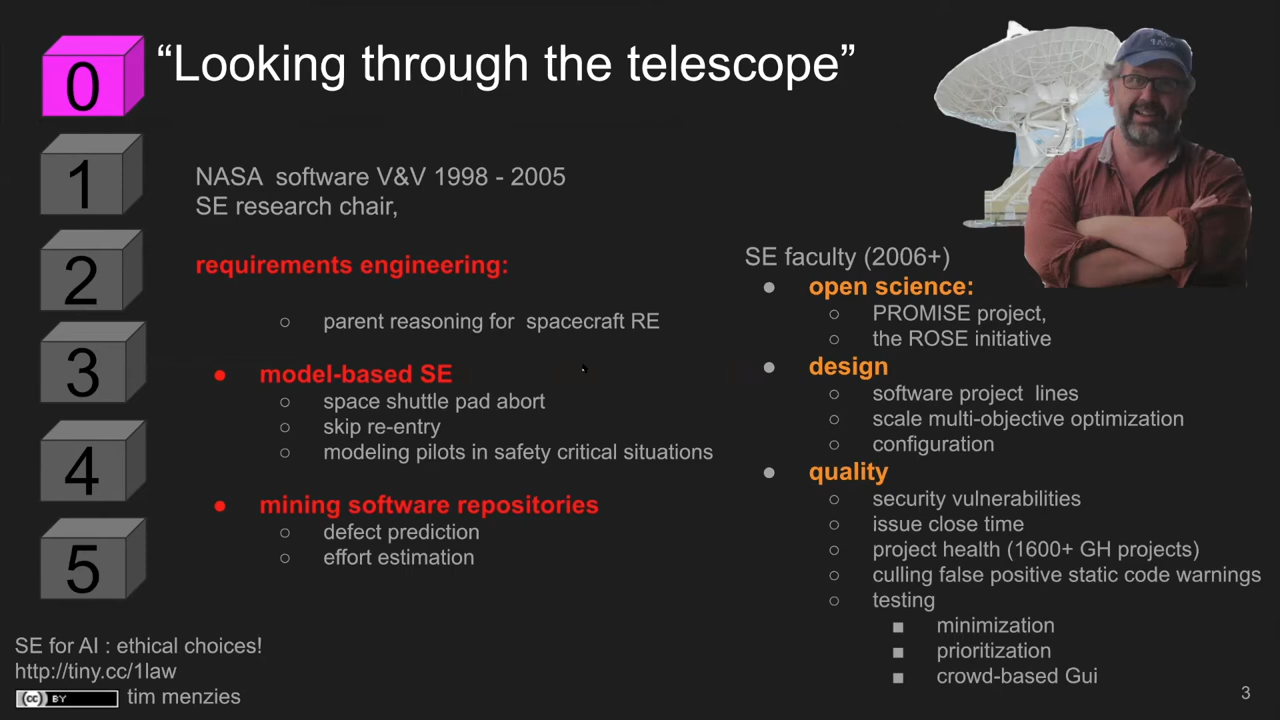 0
“Looking through the telescope”
1
2
3
4
5
NASA software V&V 1998 - 2005
SE research chair,
requirements engineering:
○ parent reasoning for spacecraft RE
● model-based SE
○ space shuttle pad abort
○ skip re-entry
○ modeling pilots in safety critical situations
● mining software repositories
○ defect prediction
○ effort estimation
SE faculty (2006+)
● open science:
○ PROMISE project,
○ the ROSE initiative
● design
○ software project lines
○ scale multi-objective optimization
○ configuration
● quality
○ security vulnerabilities
○ issue close time
○ project health (1600+ GH projects)
○ culling false positive static code warnings
○ testing
■ minimization
■ prioritization
■ crowd-based Gui
SE for AI : ethical choices!
http://tiny.cc/1law
cc BY tim menzies
3